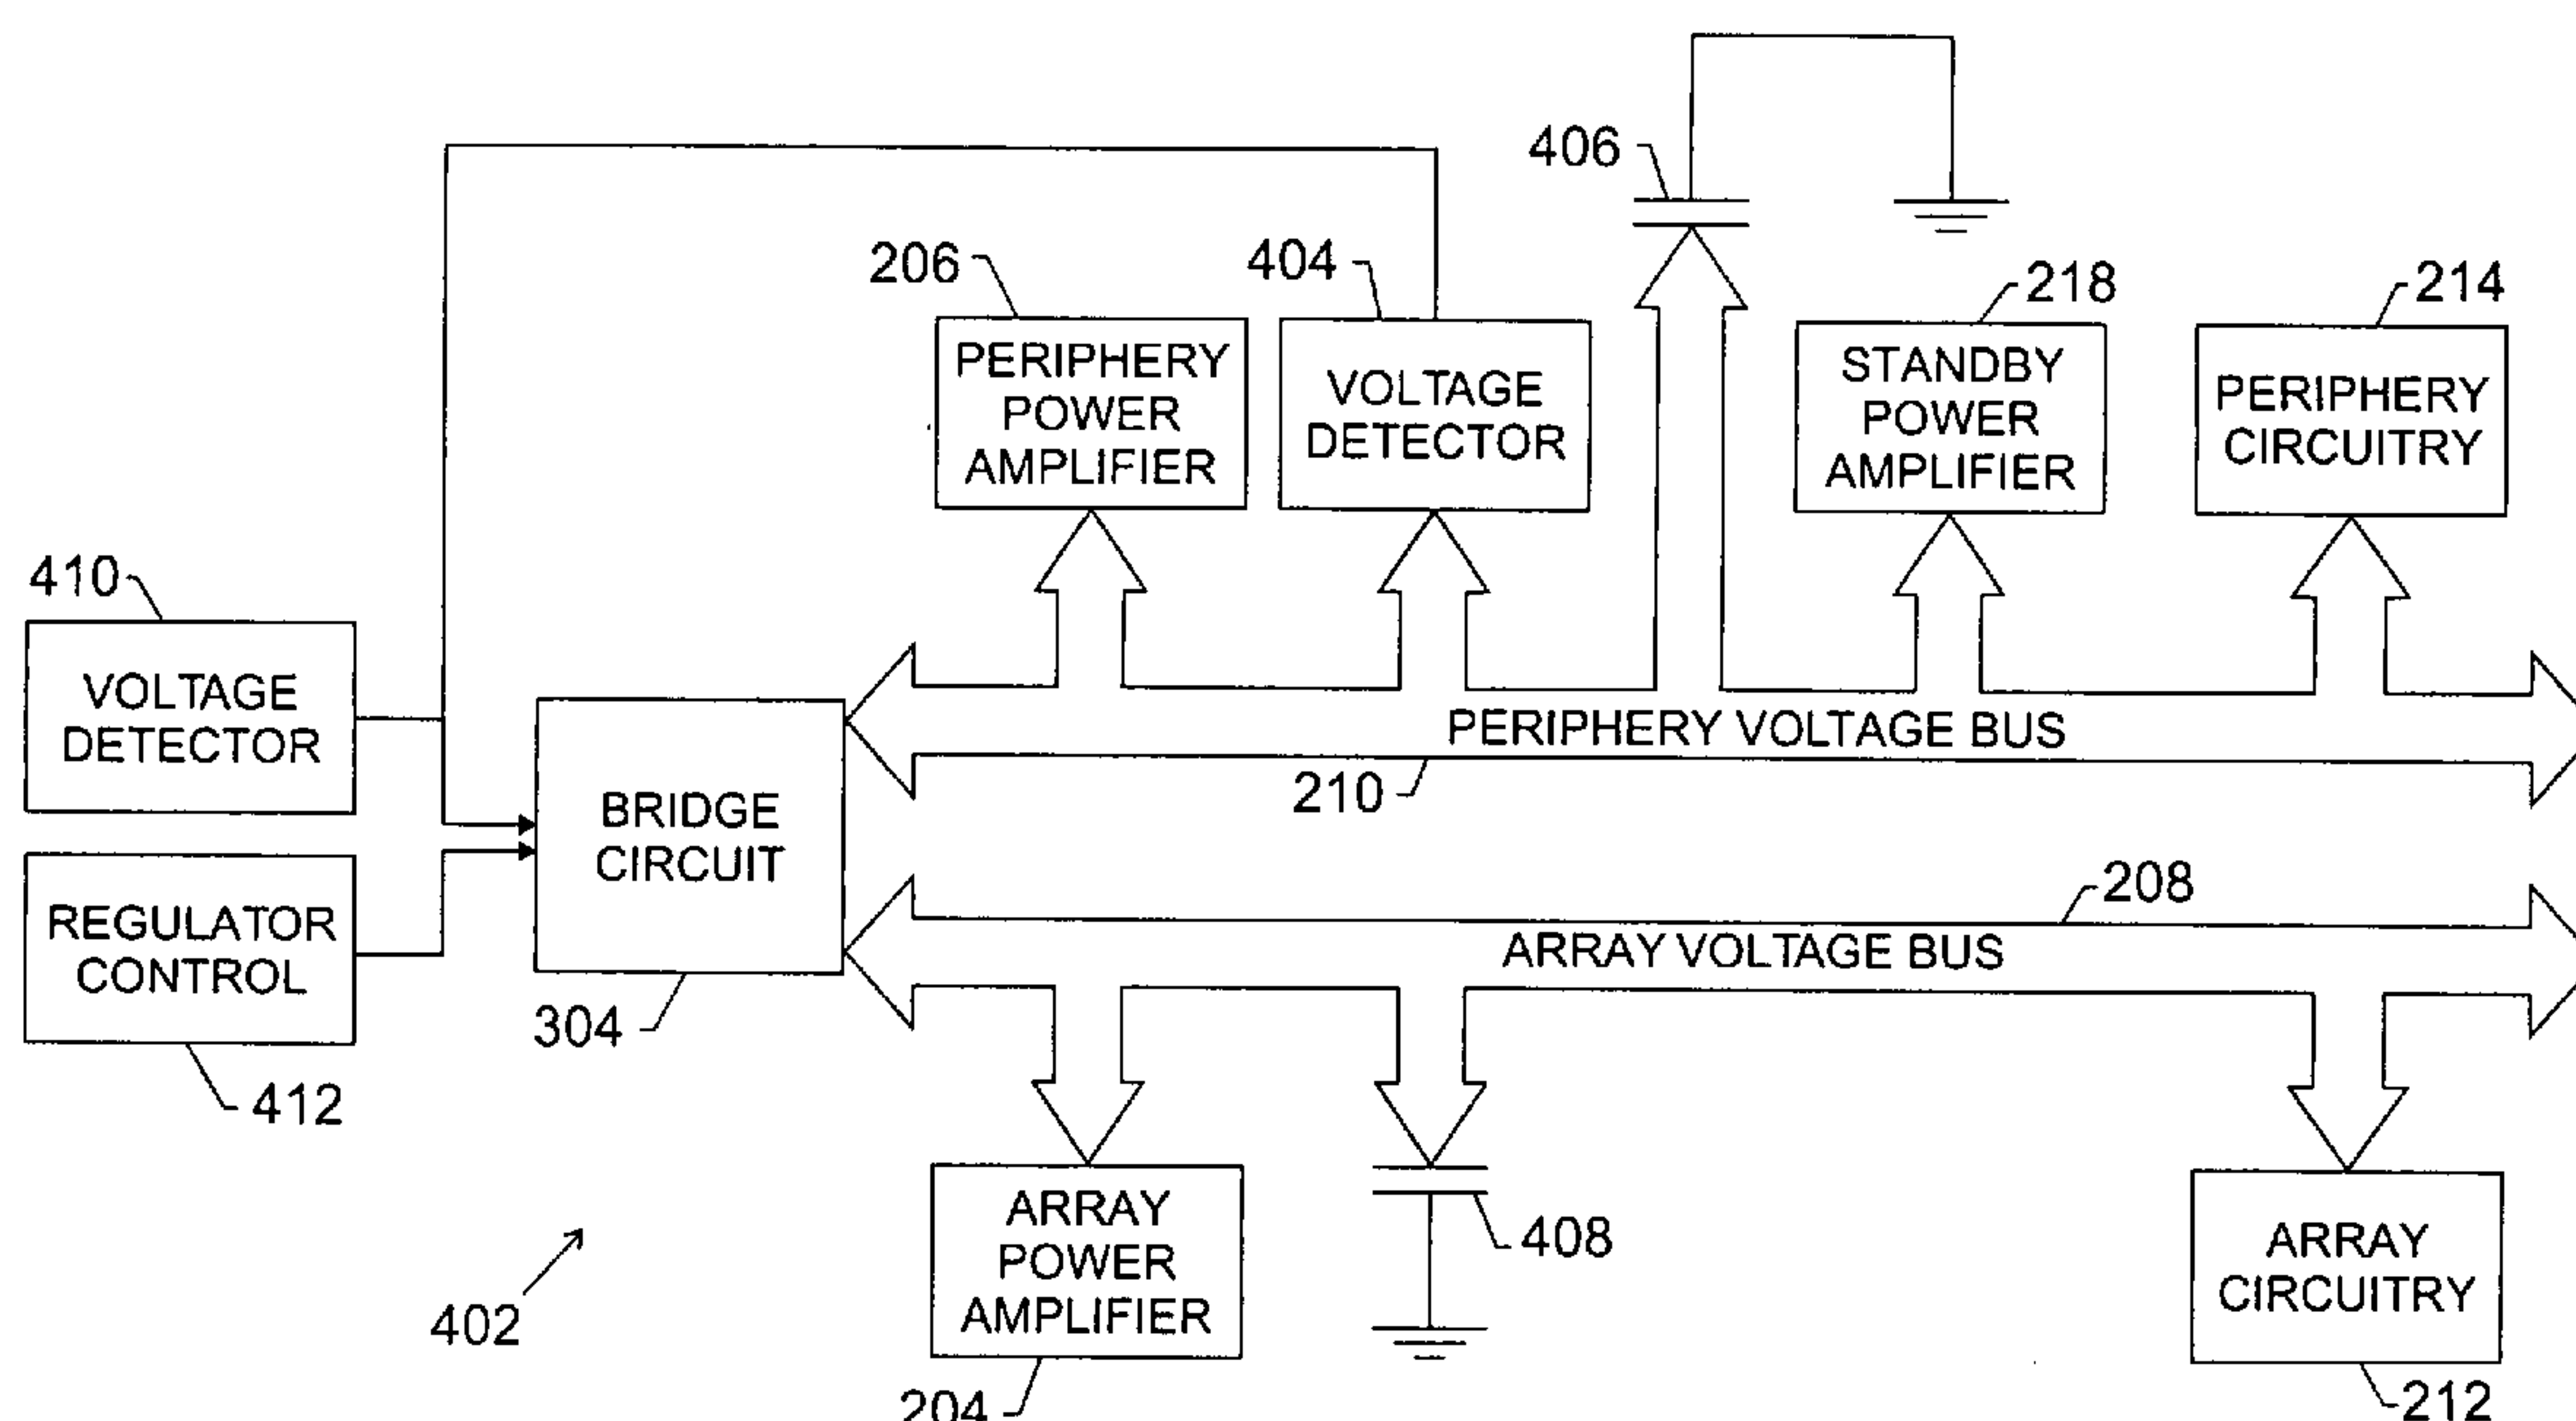 406
206
404
218
214
PERIPHERY
POWER
AMPLIFIER
VOLTAGE
DETECTOR
STANDBY
POWER
AMPLIFIER
PERIPHERY
CIRCUITRY
410
VOLTAGE
DETECTOR
PERIPHERY VOLTAGE BUS
210
BRIDGE
CIRCUIT
304
REGULATOR
CONTROL
412
208
ARRAY VOLTAGE BUS
ARRAY
POWER
AMPLIFIER
204
408
ARRAY
CIRCUITRY
212
402